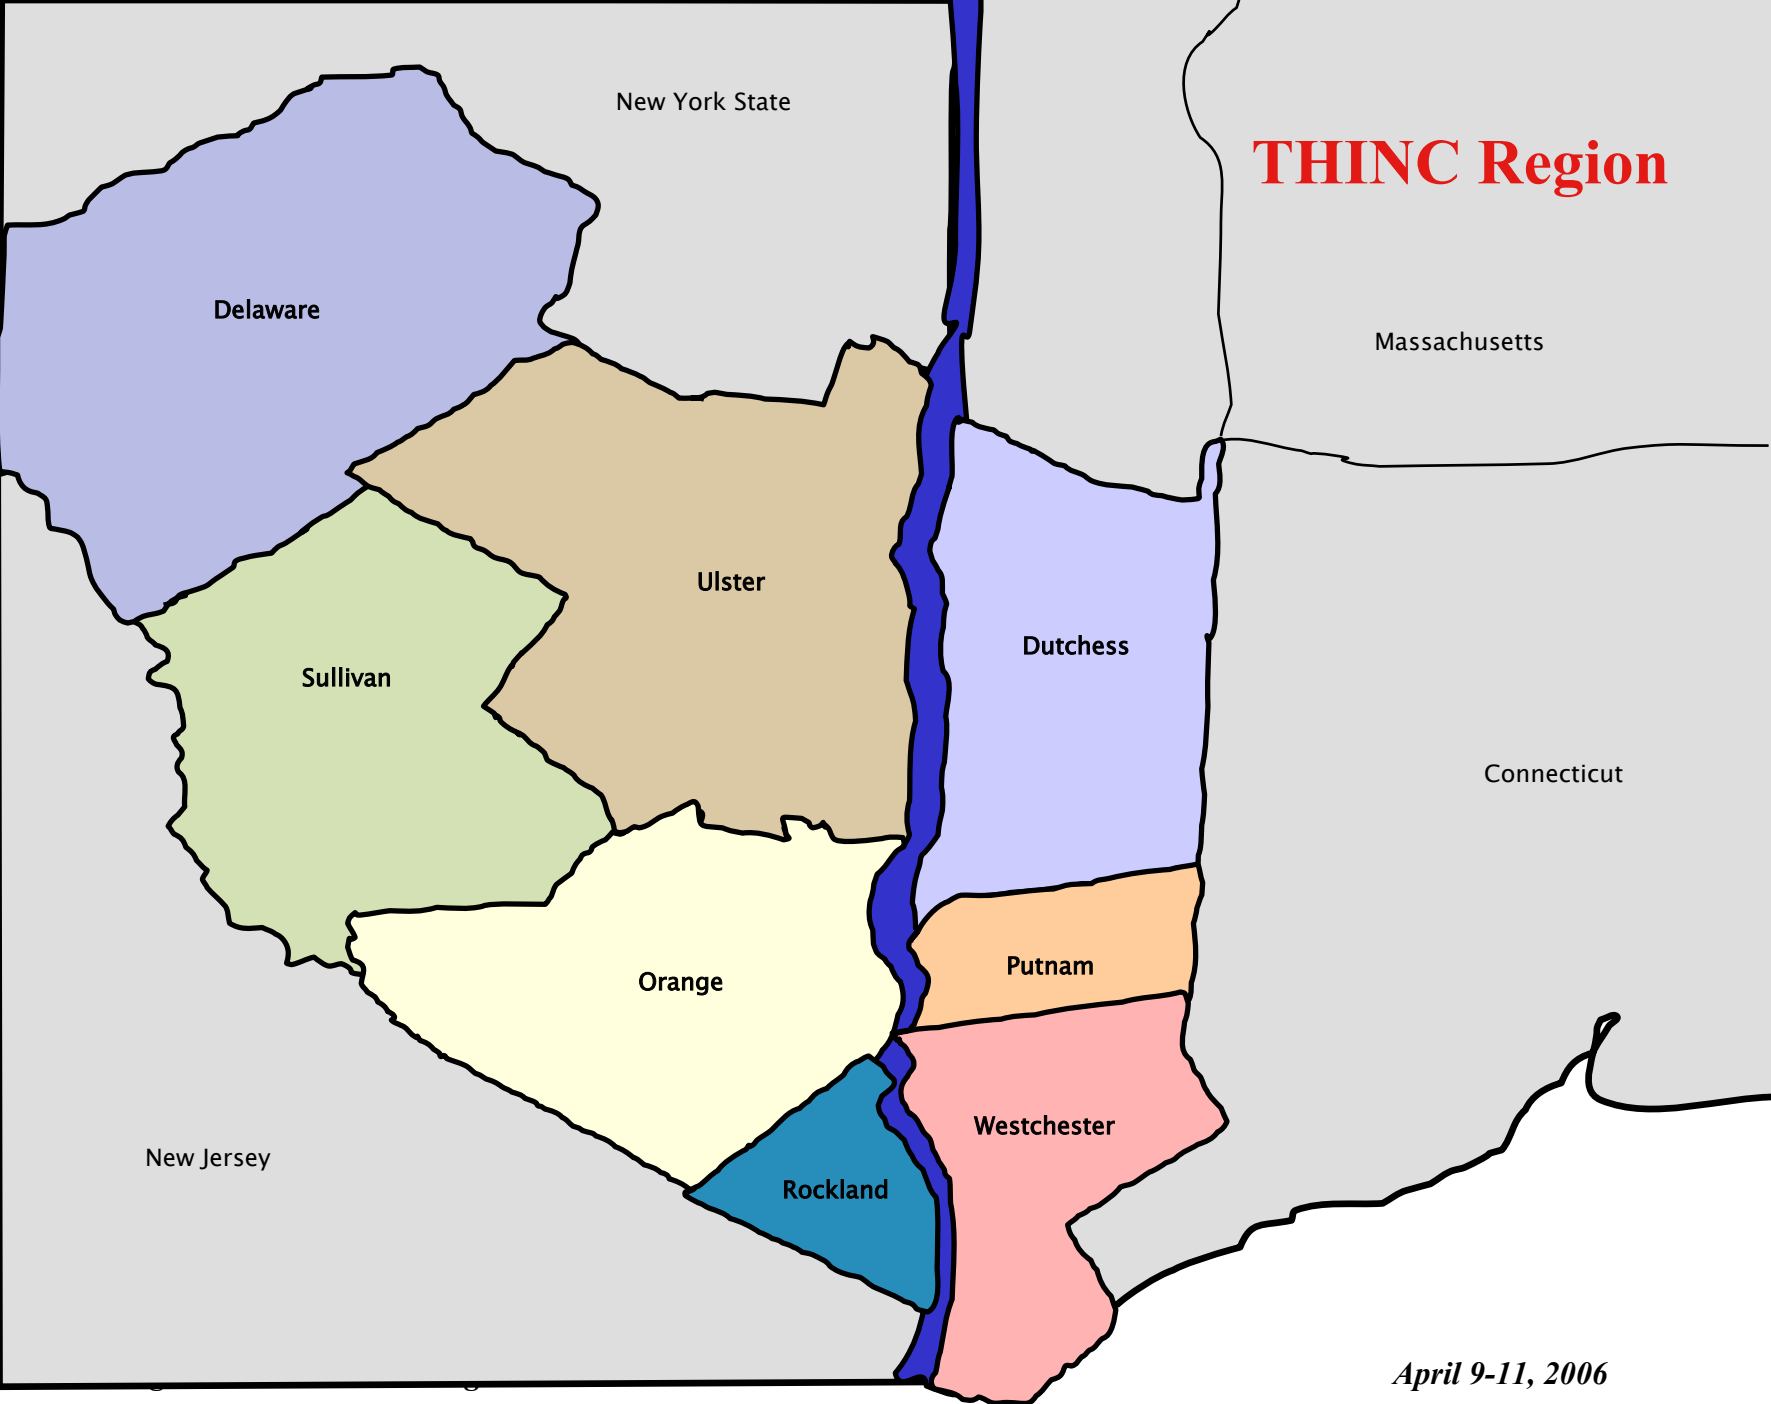 New York State
THINC Region
Delaware
Massachusetts
Ulster
Dutchess
Sullivan
Connecticut
Putnam
Orange
Westchester
New Jersey
Rockland
April 9-11, 2006